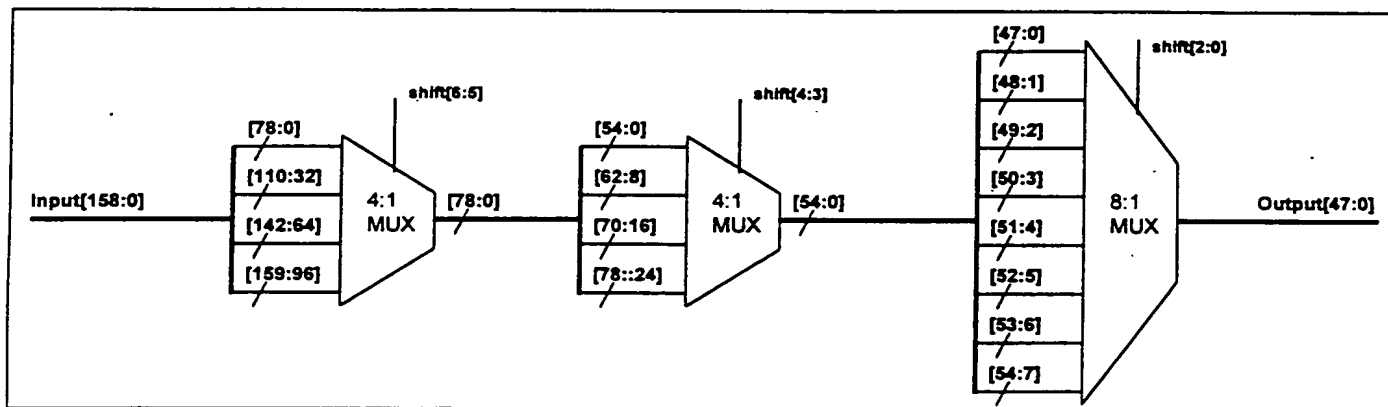 Input[158:0]
[78:0]
[110:32]
[142:64]
[159:96]
shift[6:5]
4:1
MUX
[78:0]
[54:0]
[62:8]
[70:16]
[78::24]
shift[4:3]
4:1
MUX
[54:0]
[47:0]
[48:1]
[49:2]
[50:3]
[51:4]
[52:5]
[53:6]
[54:7]
shift[2:0]
8:1
MUX
Output[47:0]